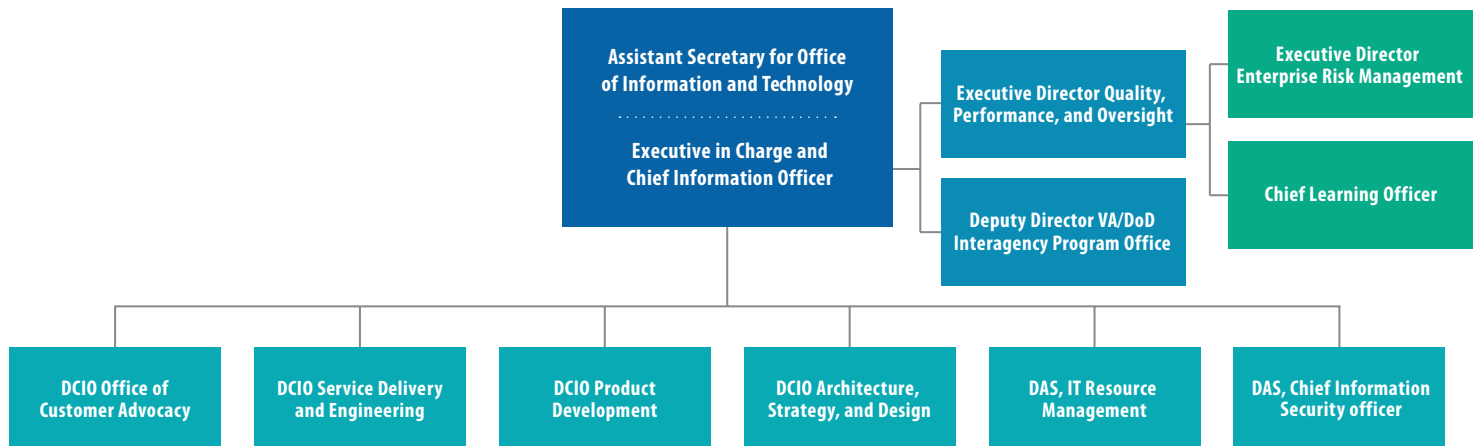 Assistant Secretary for Office
of Information and Technology
Executive in Charge and
Chief Information Officer
Executive Director Quality,
Performance, and Oversight
Deputy Director VA/DoD
Interagency Program Office
Executive Director
Enterprise Risk Management
Chief Learning Officer
DCIO Office of
Customer Advocacy
DCIO Service Delivery
and Engineering
DCIO Product
Development
DCIO Architecture,
Strategy, and Design
DAS, IT Resource
Management
DAS, Chief Information
Security officer